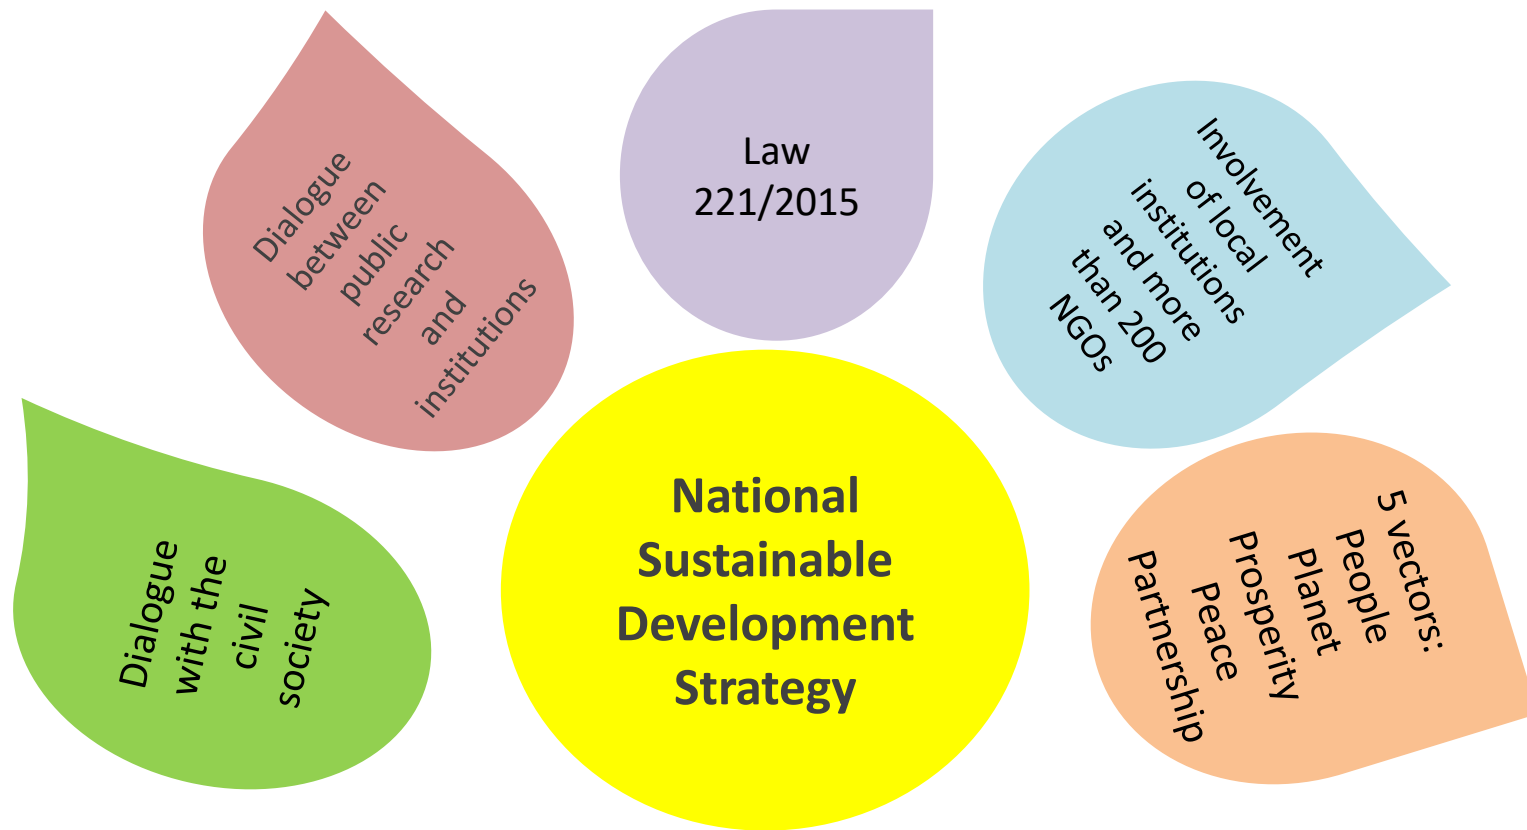 Dialogue
with the
civil
society
Dialogue
between
public
research
and
institutions
Law
221/2015
Involvement
of local
institutions
and more
than 200
NGOs
5 vectors:
People
Planet
Prosperity
Peace
Partnership
National
Sustainable
Development
Strategy